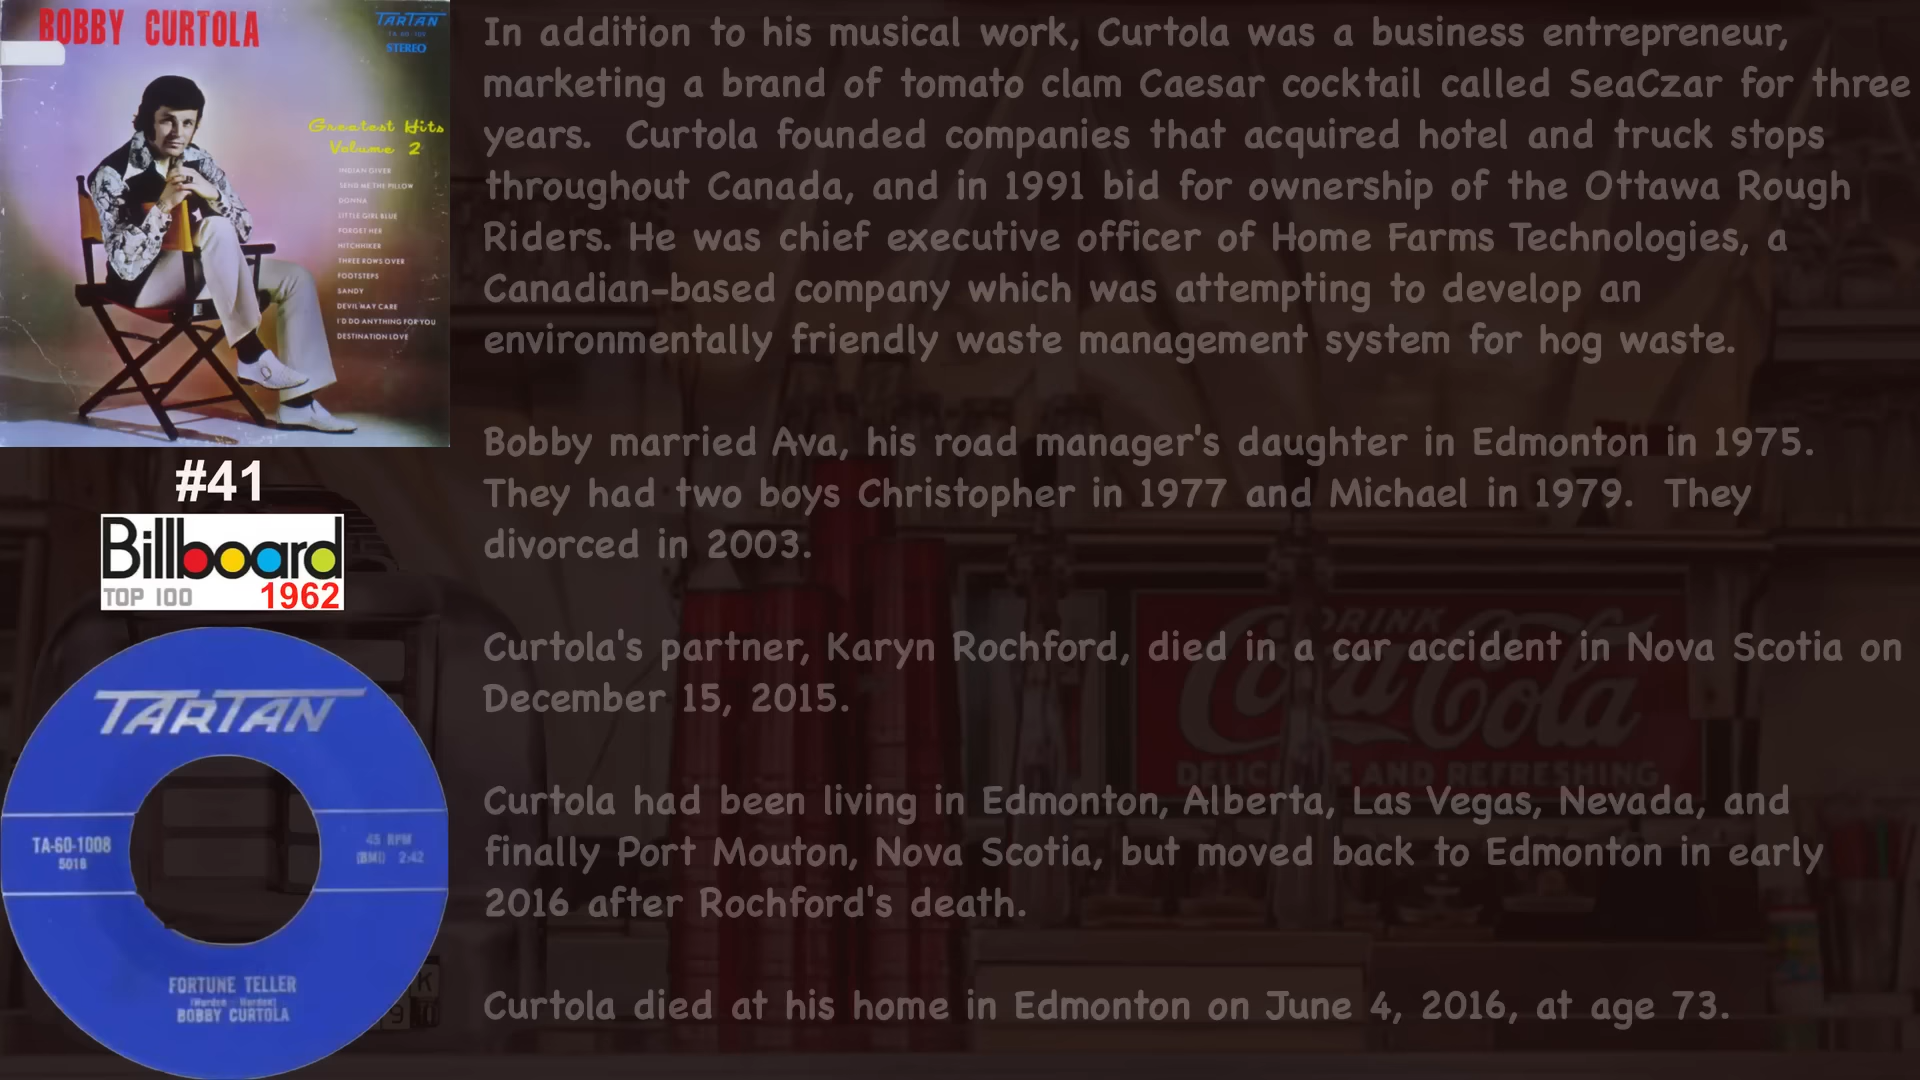 BOBBY CURTOLA
TARTAN
TA 60-105
STEREO
Greatest Hits
Volume 2
INDIAN GIVER
SEND ME THE PILLOW
DONNA
LITTLE GIRL BLUE
FORGET HER
HITCHHIKER
THREE ROWS OVER
FOOTSTEPS
SANDY
DEVIL MAY CARE
I'D DO ANYTHING FOR YOU
DESTINATION LOVE
#41
Billboard
TOP 100 1962
TARTAN
TA-60-1008
5018
45 RPM
(BMI) 2:42
FORTUNE TELLER
BOBBY CURTOLA
In addition to his musical work, Curtola was a business entrepreneur,
marketing a brand of tomato clam Caesar cocktail called SeaCzar for three
years. Curtola founded companies that acquired hotel and truck stops
throughout Canada, and in 1991 bid for ownership of the Ottawa Rough
Riders. He was chief executive officer of Home Farms Technologies, a
Canadian-based company which was attempting to develop an
environmentally friendly waste management system for hog waste.
Bobby married Ava, his road manager's daughter in Edmonton in 1975.
They had two boys Christopher in 1977 and Michael in 1979. They
divorced in 2003.
Curtola's partner, Karyn Rochford, died in a car accident in Nova Scotia on
December 15, 2015.
Curtola had been living in Edmonton, Alberta, Las Vegas, Nevada, and
finally Port Mouton, Nova Scotia, but moved back to Edmonton in early
2016 after Rochford's death.
Curtola died at his home in Edmonton on June 4, 2016, at age 73.
DRINK
Coca-Cola
DELICIOUS AND REFRESHING